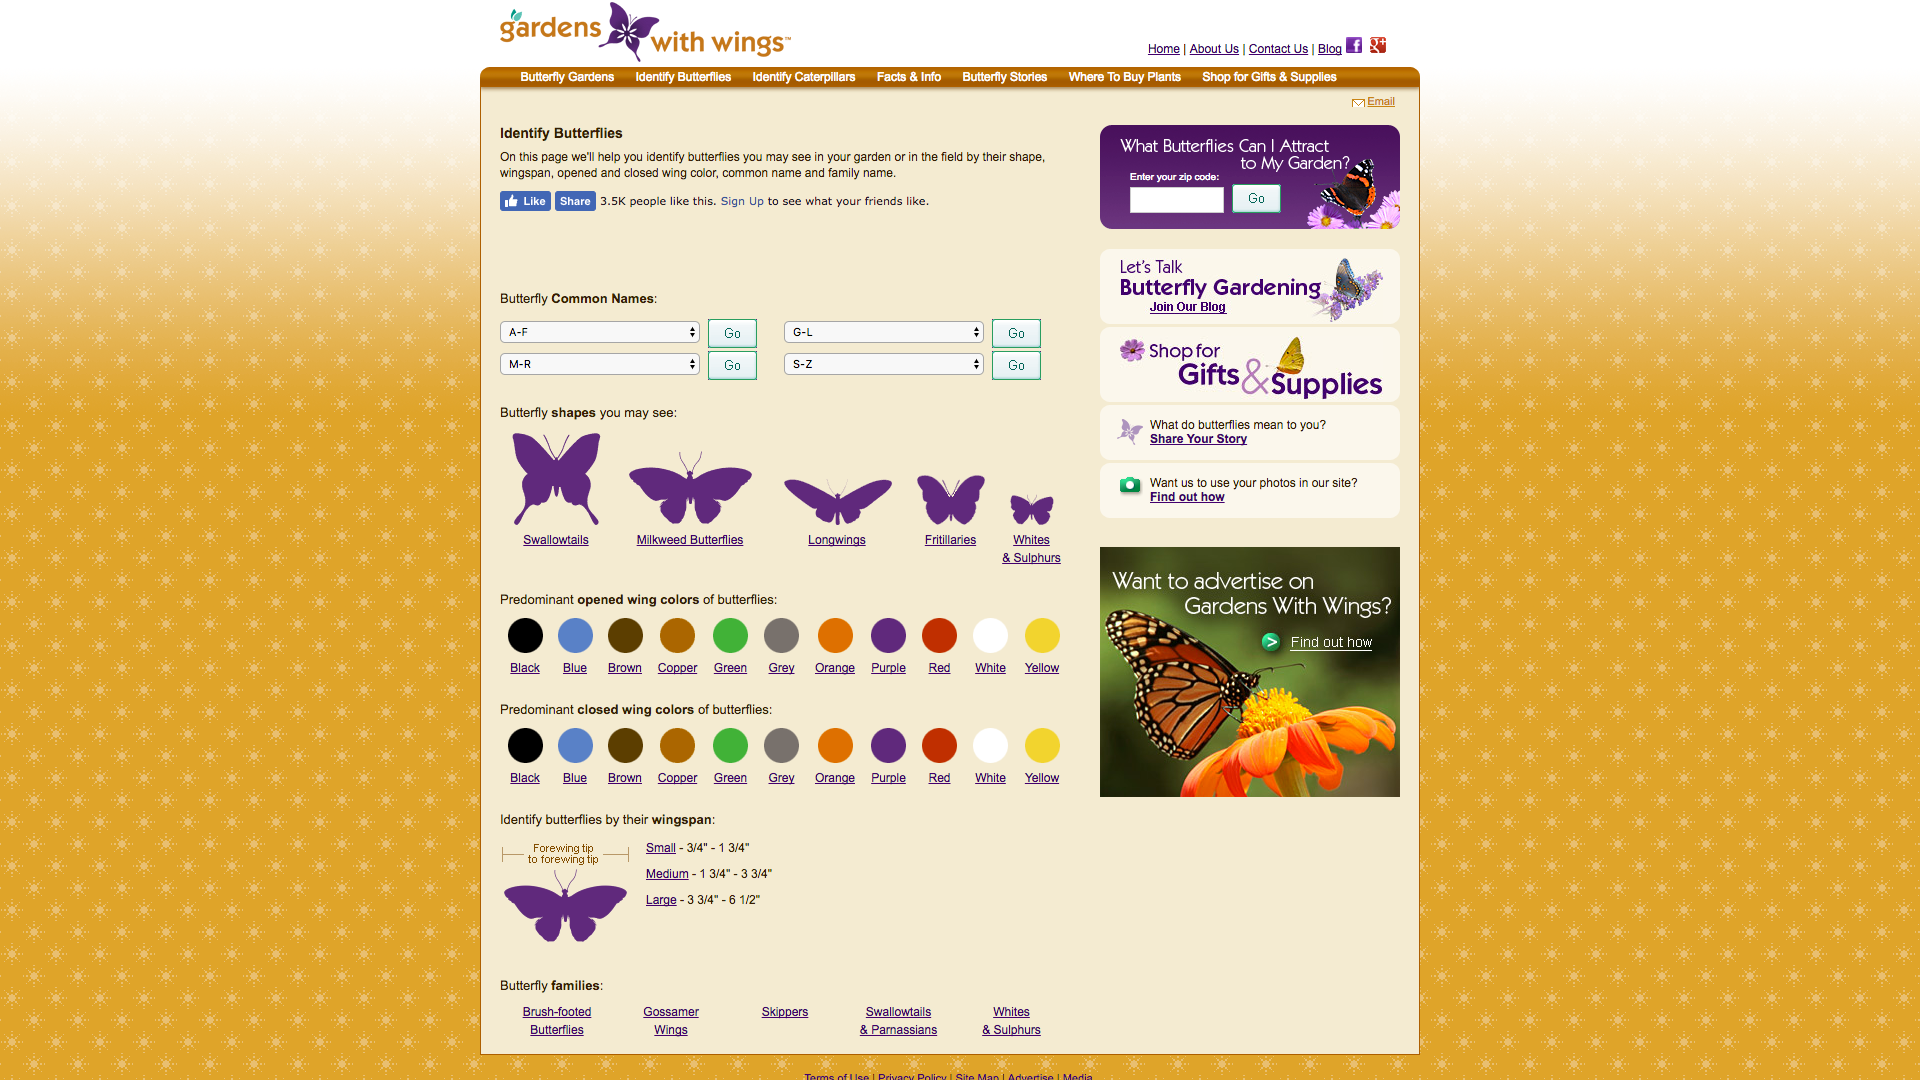 gardens with wings™
Home | About Us | Contact Us | Blog
Butterfly Gardens Identify Butterflies Identify Caterpillars Facts & Info Butterfly Stories Where To Buy Plants Shop for Gifts & Supplies
Email
Identify Butterflies
On this page we'll help you identify butterflies you may see in your garden or in the field by their shape,
wingspan, opened and closed wing color, common name and family name.
Like Share 3.5K people like this. Sign Up to see what your friends like.
Butterfly Common Names:
A-F Go G-L Go
M-R Go S-Z Go
Butterfly shapes you may see:
Swallowtails Milkweed Butterflies Longwings Fritillaries Whites
& Sulphurs
Predominant opened wing colors of butterflies:
Black Blue Brown Copper Green Grey Orange Purple Red White Yellow
Predominant closed wing colors of butterflies:
Black Blue Brown Copper Green Grey Orange Purple Red White Yellow
Identify butterflies by their wingspan:
Forewing tip
to forewing tip
Small - 3/4" - 1 3/4"
Medium - 1 3/4" - 3 3/4"
Large - 3 3/4" - 6 1/2"
Butterfly families:
Brush-footed Gossamer Skippers Swallowtails Whites
Butterflies Wings & Parnassians & Sulphurs
What Butterflies Can I Attract
to My Garden?
Enter your zip code:
Go
Let's Talk
Butterfly Gardening
Join Our Blog
Shop for
Gifts & Supplies
What do butterflies mean to you?
Share Your Story
Want us to use your photos in our site?
Find out how
Want to advertise on
Gardens With Wings?
> Find out how
Terms of Use | Privacy Policy | Site Map | Advertise | Media